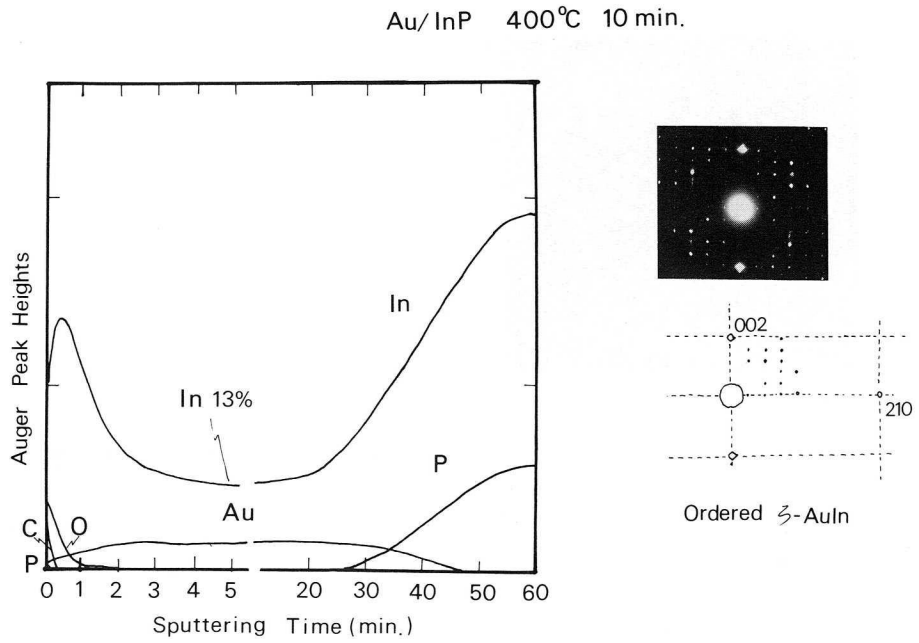 Au/InP 400°C 10 min.
Auger Peak Heights
In
In 13%
P
Au
C
O
P
0 1 2 3 4 5 20 30 40 50 60
Sputtering Time (min.)
002
210
Ordered ζ-AuIn